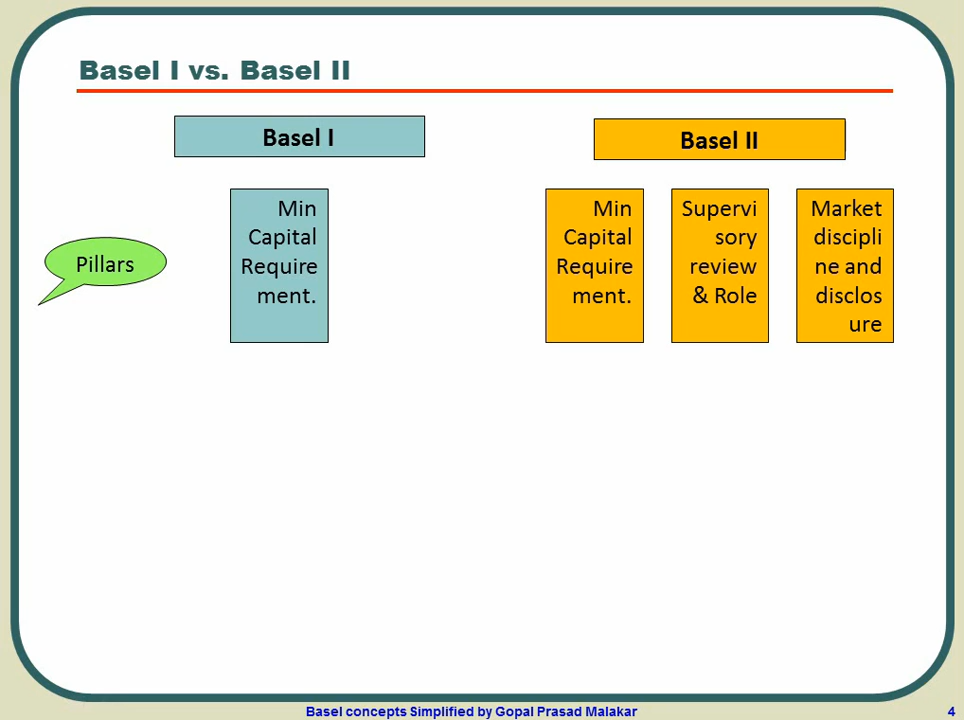 Basel I vs. Basel II
Basel I
Basel II
Pillars
Min
Capital
Require
ment.
Min
Capital
Require
ment.
Supervi
sory
review
& Role
Market
discipli
ne and
disclos
ure
Basel concepts Simplified by Gopal Prasad Malakar
4